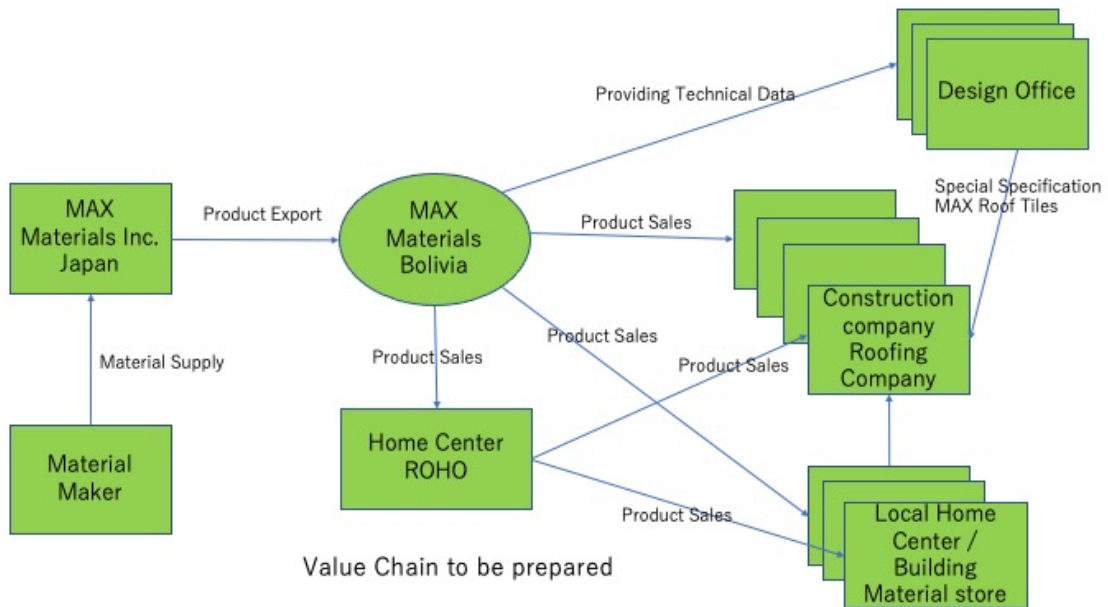 Providing Technical Data
Design Office
MAX
Materials Inc.
Japan
Product Export
MAX
Materials
Bolivia
Product Sales
Special Specification
MAX Roof Tiles
Material Supply
Product Sales
Product Sales
Product Sales
Construction
company
Roofing
Company
Material
Maker
Home Center
ROHO
Product Sales
Local Home
Center /
Building
Material store
Value Chain to be prepared